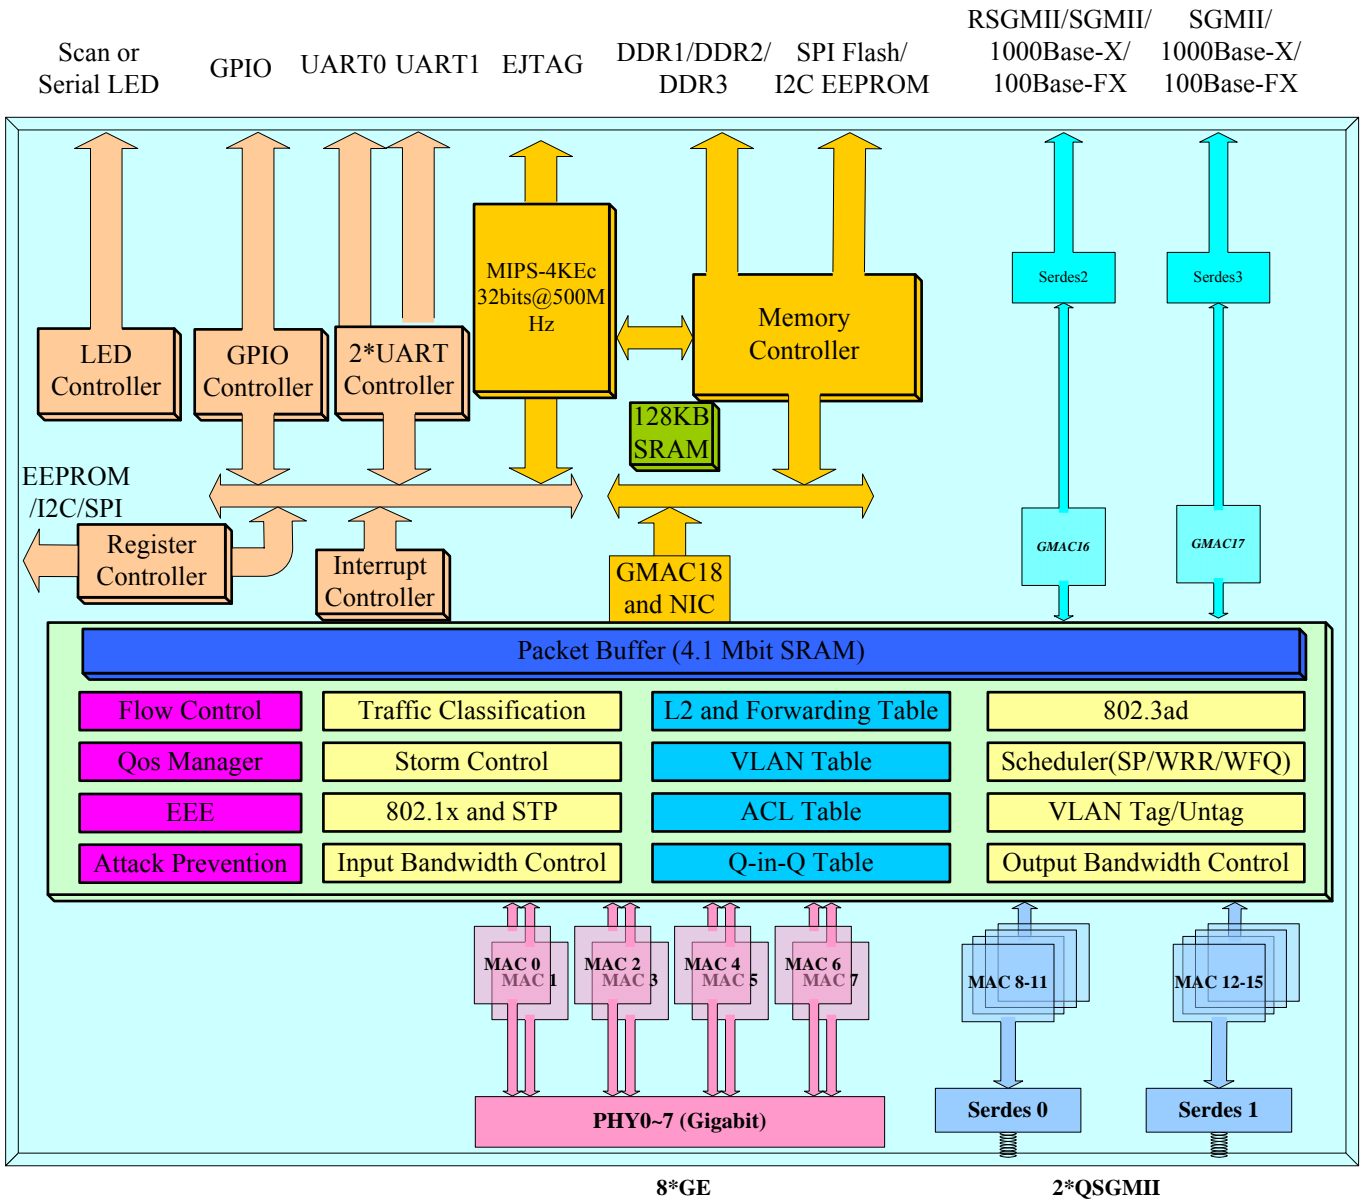 Scan or
Serial LED
GPIO
UART0 UART1
EJTAG
DDR1/DDR2/
DDR3
SPI Flash/
I2C EEPROM
RSGMII/SGMII/
1000Base-X/
100Base-FX
SGMII/
1000Base-X/
100Base-FX
MIPS-4KEc
32bits@500M
Hz
Serdes2
Serdes3
LED
Controller
GPIO
Controller
2*UART
Controller
Memory
Controller
128KB
SRAM
EEPROM
/I2C/SPI
Register
Controller
Interrupt
Controller
GMAC18
and NIC
GMAC16
GMAC17
Packet Buffer (4.1 Mbit SRAM)
Flow Control
Traffic Classification
L2 and Forwarding Table
802.3ad
Qos Manager
Storm Control
VLAN Table
Scheduler(SP/WRR/WFQ)
EEE
802.1x and STP
ACL Table
VLAN Tag/Untag
Attack Prevention
Input Bandwidth Control
Q-in-Q Table
Output Bandwidth Control
MAC 0
MAC 1
MAC 2
MAC 3
MAC 4
MAC 5
MAC 6
MAC 7
MAC 8-11
MAC 12-15
PHY0~7 (Gigabit)
Serdes 0
Serdes 1
8*GE
2*QSGMII